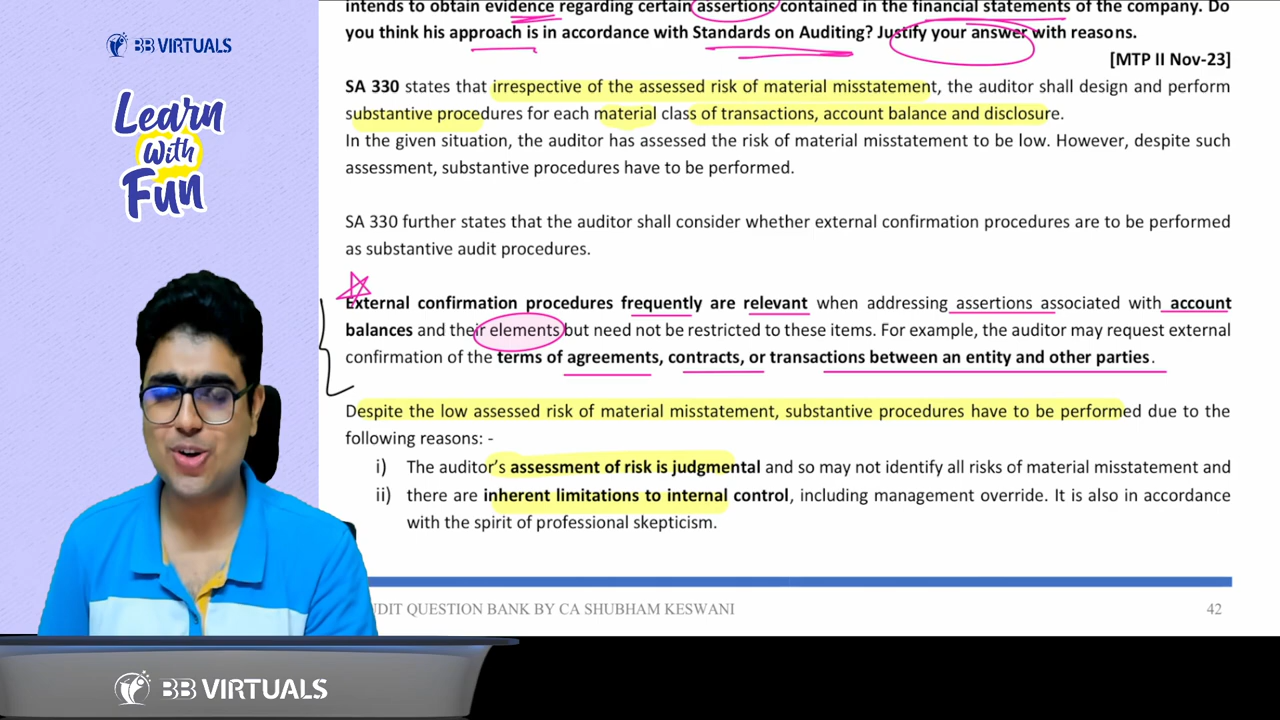 BB VIRTUALS
Learn
With
Fun
intends to obtain evidence regarding certain assertions contained in the financial statements of the company. Do
you think his approach is in accordance with Standards on Auditing? Justify your answer with reasons.
[MTP II Nov-23]
SA 330 states that irrespective of the assessed risk of material misstatement, the auditor shall design and perform
substantive procedures for each material class of transactions, account balance and disclosure.
In the given situation, the auditor has assessed the risk of material misstatement to be low. However, despite such
assessment, substantive procedures have to be performed.
SA 330 further states that the auditor shall consider whether external confirmation procedures are to be performed
as substantive audit procedures.
External confirmation procedures frequently are relevant when addressing assertions associated with account
balances and their elements but need not be restricted to these items. For example, the auditor may request external
confirmation of the terms of agreements, contracts, or transactions between an entity and other parties.
Despite the low assessed risk of material misstatement, substantive procedures have to be performed due to the
following reasons: -
i) The auditor's assessment of risk is judgmental and so may not identify all risks of material misstatement and
ii) there are inherent limitations to internal control, including management override. It is also in accordance
with the spirit of professional skepticism.
QUESTION BANK BY CA SHUBHAM KESWANI
42
BB VIRTUALS